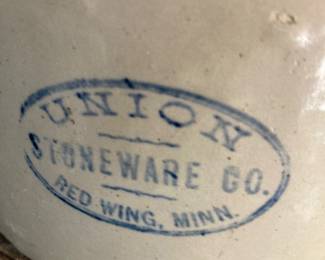 UNION
STONEWARE CO.
RED WING, MINN.